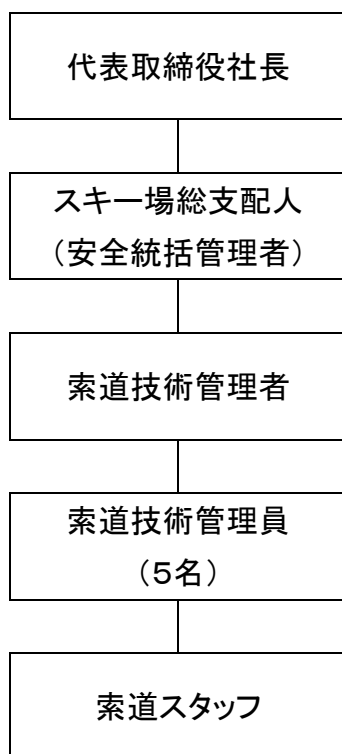 代表取締役社長
スキー場総支配人
（安全統括管理者）
索道技術管理者
索道技術管理員
（５名）
索道スタッフ